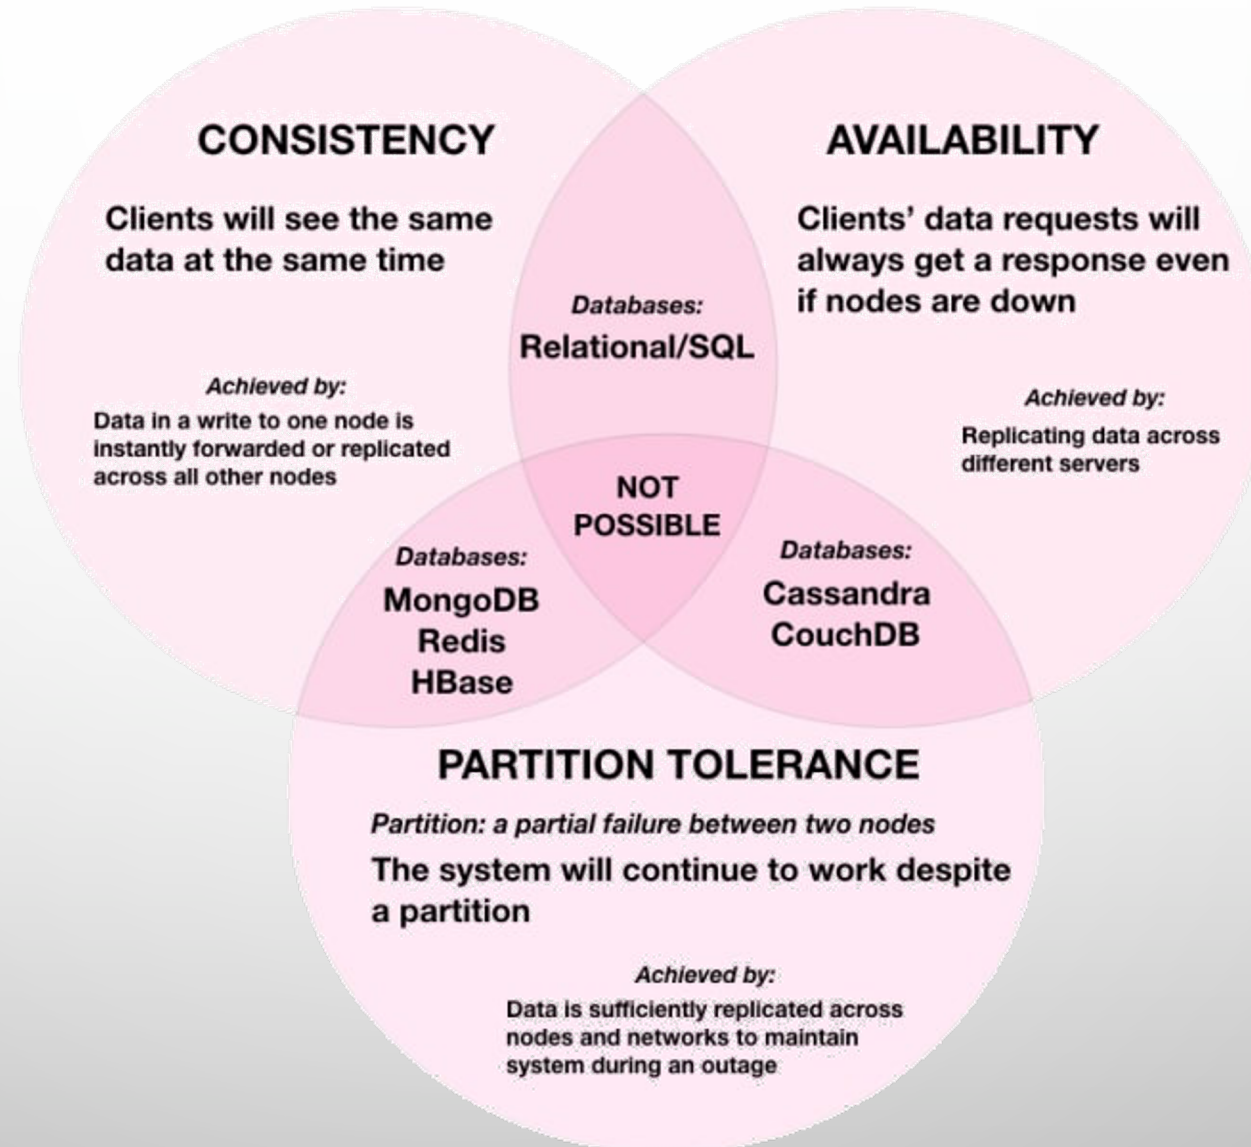 CONSISTENCY
Clients will see the same
data at the same time
Achieved by:
Data in a write to one node is
instantly forwarded or replicated
across all other nodes
AVAILABILITY
Clients’ data requests will
always get a response even
if nodes are down
Achieved by:
Replicating data across
different servers
Databases:
Relational/SQL
NOT
POSSIBLE
Databases:
MongoDB
Redis
HBase
Databases:
Cassandra
CouchDB
PARTITION TOLERANCE
Partition: a partial failure between two nodes
The system will continue to work despite
a partition
Achieved by:
Data is sufficiently replicated across
nodes and networks to maintain
system during an outage